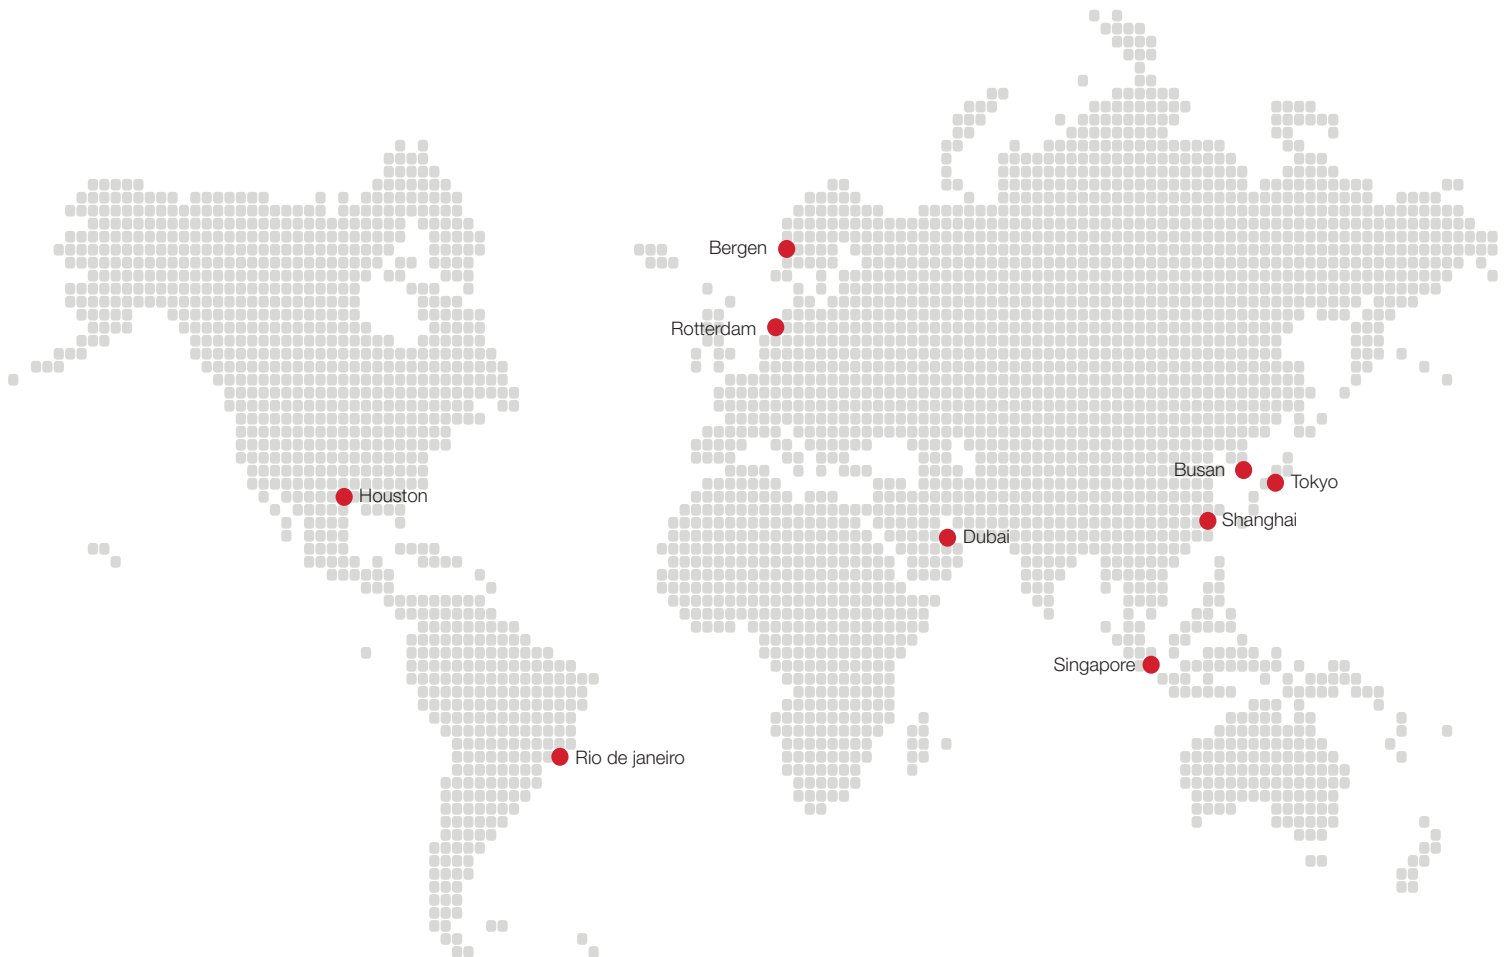 Bergen
Rotterdam
Busan
Tokyo
Houston
Shanghai
Dubai
Singapore
Rio de janeiro